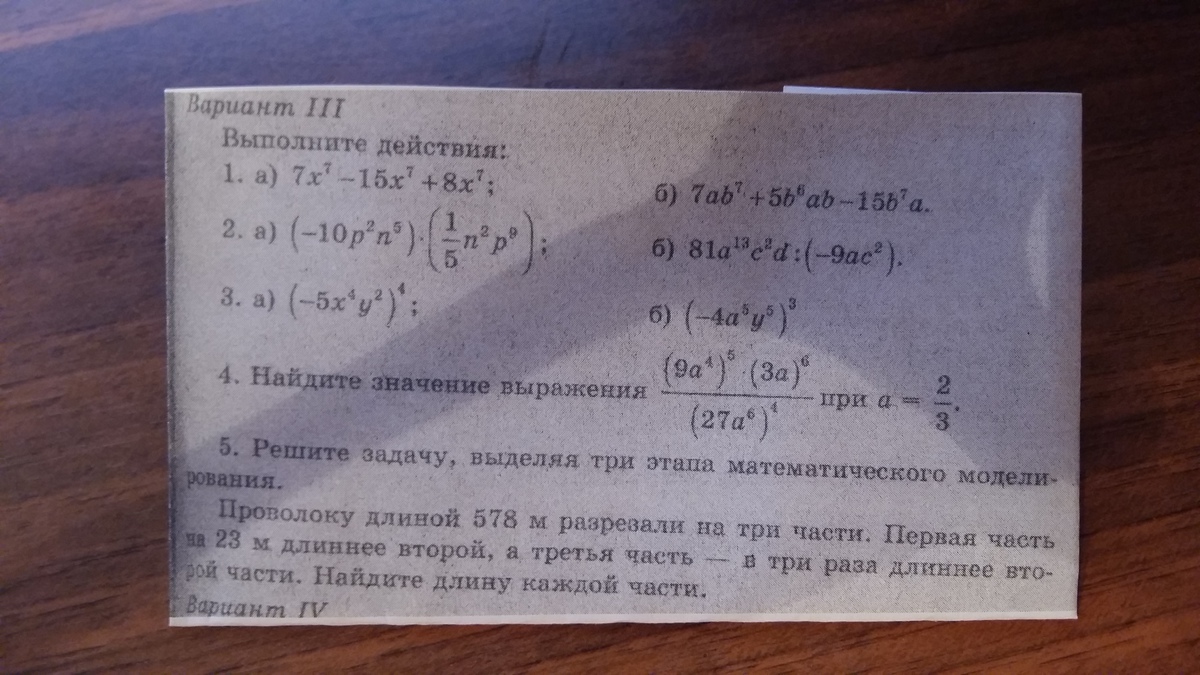 Вариант III
Выполните действия:
1. а) 7x⁷ – 15x⁷ + 8x⁷; б) 7ab⁷ + 5b⁶ab – 15b⁷a.
2. а) (–10p²n⁵)·(1/5 n²p⁹); б) 81a¹³c²d : (–9ac²).
3. а) (–5x⁴y²)⁴; б) (–4a⁵y⁵)³
4. Найдите значение выражения (9a⁴)⁵ · (3a)⁶ / (27a⁶)⁴ при a = 2/3.
5. Решите задачу, выделяя три этапа математического модели-
рования.
Проволоку длиной 578 м разрезали на три части. Первая часть
на 23 м длиннее второй, а третья часть — в три раза длиннее вто-
рой части. Найдите длину каждой части.
Вариант IV